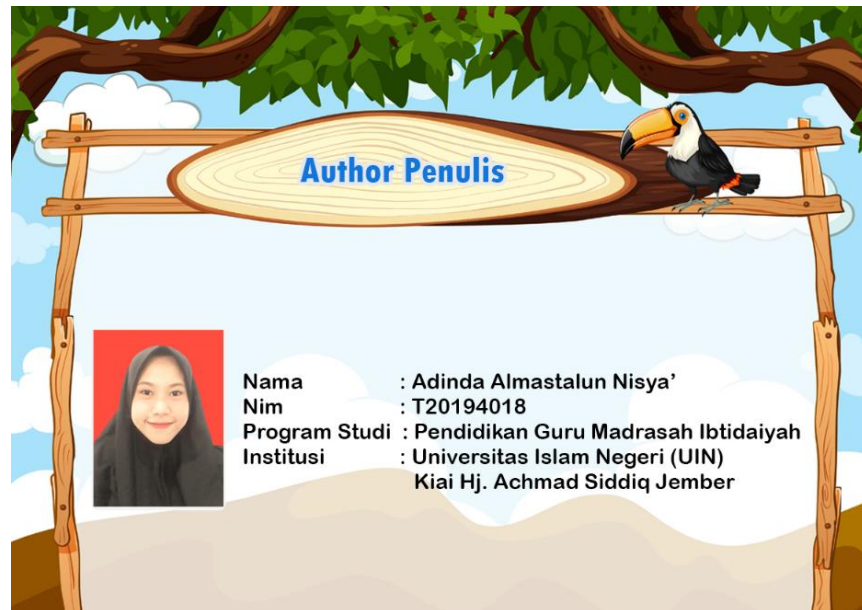 Author Penulis
Nama : Adinda Almastalun Nisya’
Nim : T20194018
Program Studi : Pendidikan Guru Madrasah Ibtidaiyah
Institusi : Universitas Islam Negeri (UIN)
Kiai Hj. Achmad Siddiq Jember